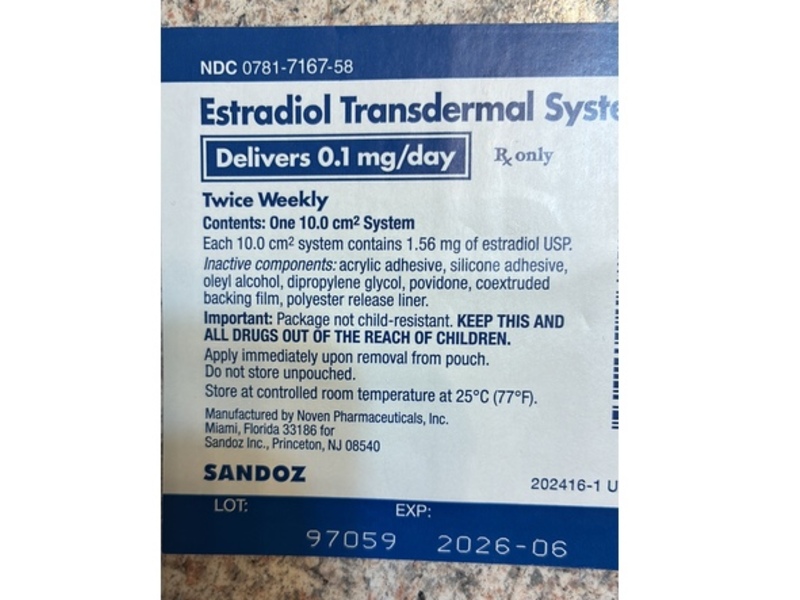 NDC 0781-7167-58
Estradiol Transdermal Syste
Delivers 0.1 mg/day
Rx only
Twice Weekly
Contents: One 10.0 cm² System
Each 10.0 cm² system contains 1.56 mg of estradiol USP.
Inactive components: acrylic adhesive, silicone adhesive,
oleyl alcohol, dipropylene glycol, povidone, coextruded
backing film, polyester release liner.
Important: Package not child-resistant. KEEP THIS AND
ALL DRUGS OUT OF THE REACH OF CHILDREN.
Apply immediately upon removal from pouch.
Do not store unpouched.
Store at controlled room temperature at 25°C (77°F).
Manufactured by Noven Pharmaceuticals, Inc.
Miami, Florida 33186 for
Sandoz Inc., Princeton, NJ 08540
SANDOZ
202416-1 U
LOT: EXP:
97059 2026-06